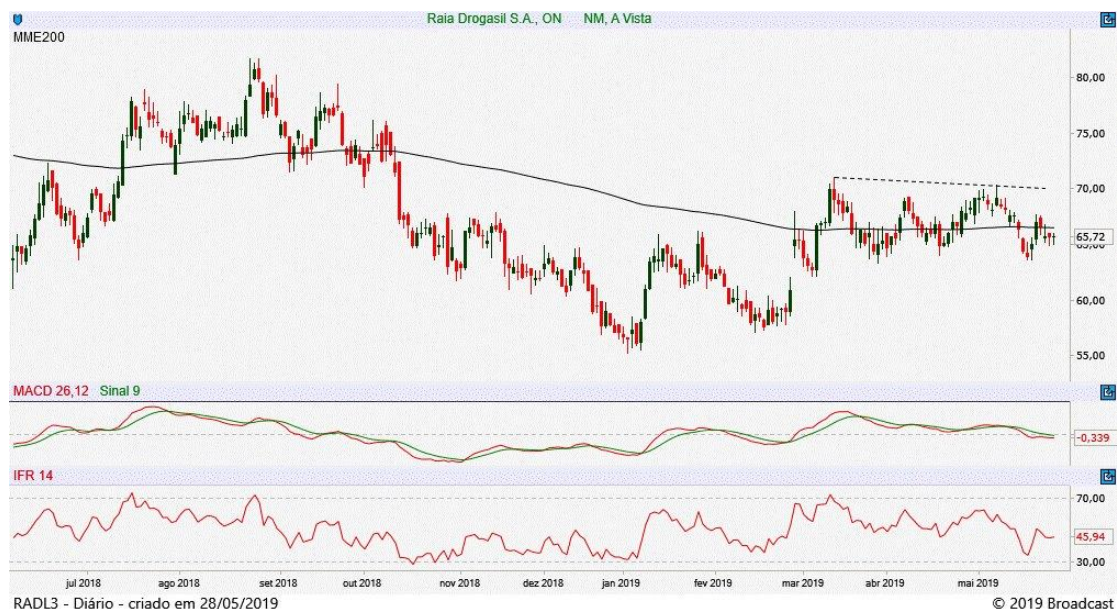 Raia Drogasil S.A., ON NM, A Vista
MME200
80,00
75,00
70,00
65,72
65,00
60,00
55,00
MACD 26,12 Sinal 9
-0,339
IFR 14
70,00
45,94
30,00
jul 2018 ago 2018 set 2018 out 2018 nov 2018 dez 2018 jan 2019 fev 2019 mar 2019 abr 2019 mai 2019
RADL3 - Diário - criado em 28/05/2019 © 2019 Broadcast